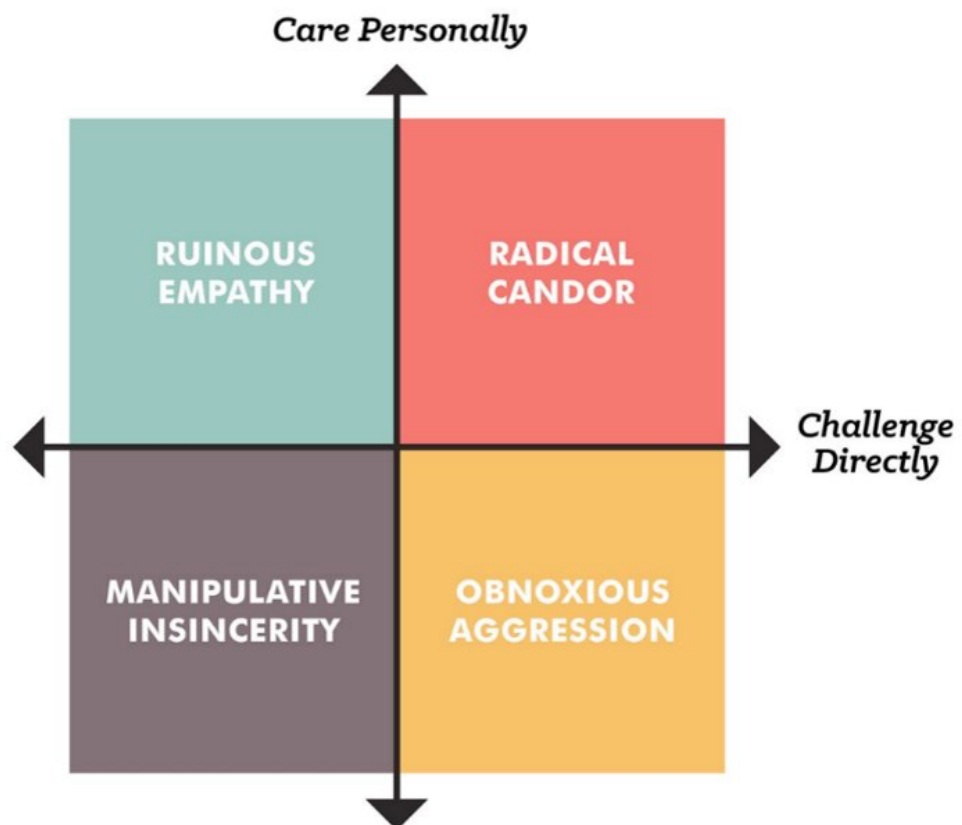 Care Personally
RUINOUS
EMPATHY
RADICAL
CANDOR
Challenge
Directly
MANIPULATIVE
INSINCERITY
OBNOXIOUS
AGGRESSION